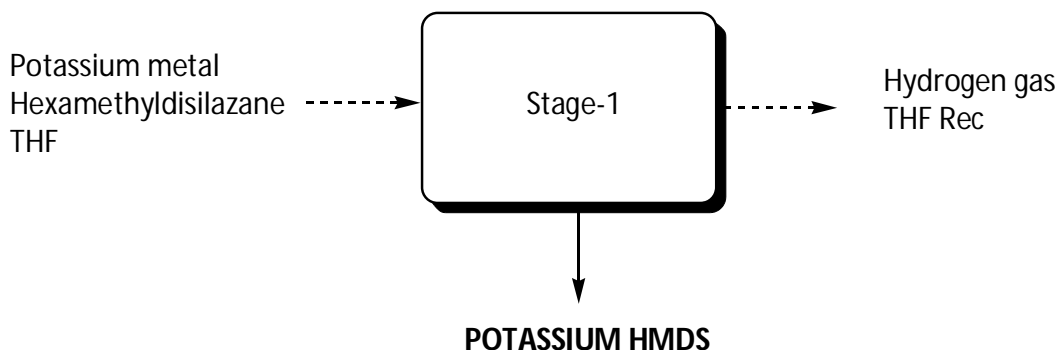 Potassium metal
Hexamethyldisilazane
THF
Stage-1
Hydrogen gas
THF Rec
POTASSIUM HMDS